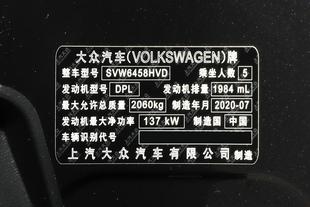 大众汽车(VOLKSWAGEN)牌
整车型号 SVW6458HVD 乘坐人数 5
发动机型号 DPL 发动机排量 1984 mL
最大允许总质量 2060kg 制造年月 2020-07
发动机最大净功率 137 kW 制造国 中国
车辆识别代号
上汽大众汽车有限公司 制造